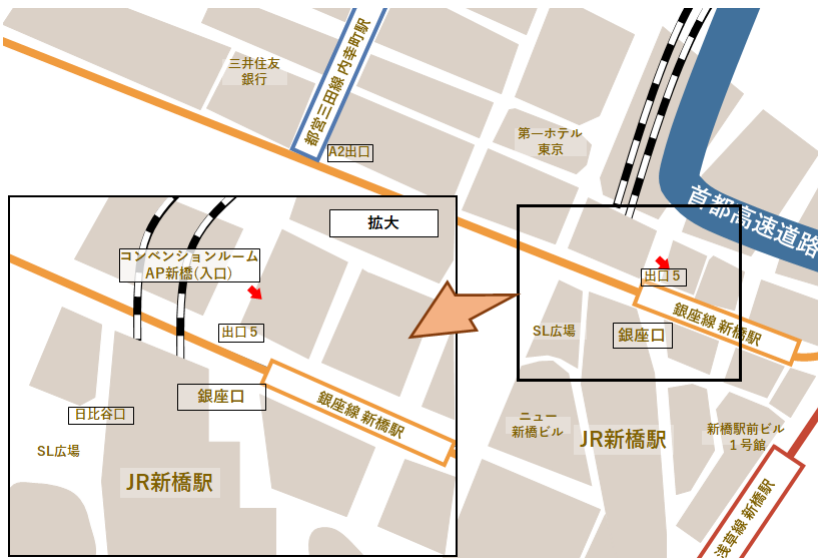 三井住友
銀行
都営三田線 内幸町駅
A2出口
第一ホテル
東京
首都高速道路
拡大
コンベンションルーム
AP新橋(入口)
出口5
銀座口
銀座線 新橋駅
日比谷口
SL広場
JR新橋駅
出口5
銀座線 新橋駅
SL広場
銀座口
ニュー
新橋ビル
JR新橋駅
新橋駅前ビル
1号館
浅草線 新橋駅